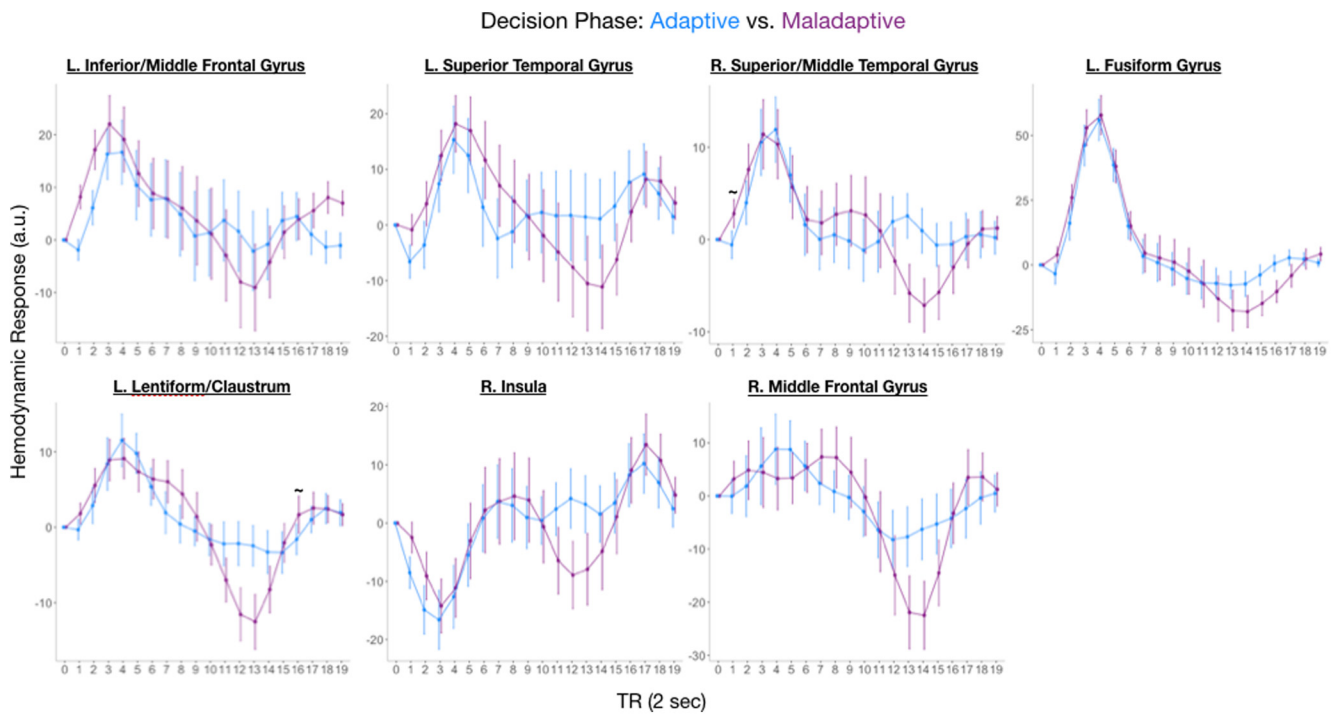 Decision Phase: Adaptive vs. Maladaptive
L. Inferior/Middle Frontal Gyrus
L. Superior Temporal Gyrus
R. Superior/Middle Temporal Gyrus
L. Fusiform Gyrus
Hemodynamic Response (a.u.)
20
10
0
-10
0 1 2 3 4 5 6 7 8 9 10 11 12 13 14 15 16 17 18 19
20
10
0
-10
-20
0 1 2 3 4 5 6 7 8 9 10 11 12 13 14 15 16 17 18 19
10
~
0
-10
0 1 2 3 4 5 6 7 8 9 10 11 12 13 14 15 16 17 18 19
50
25
0
-25
0 1 2 3 4 5 6 7 8 9 10 11 12 13 14 15 16 17 18 19
L. Lentiform/Claustrum
R. Insula
R. Middle Frontal Gyrus
10
~
0
-10
0 1 2 3 4 5 6 7 8 9 10 11 12 13 14 15 16 17 18 19
20
10
0
-10
-20
0 1 2 3 4 5 6 7 8 9 10 11 12 13 14 15 16 17 18 19
10
0
-10
-20
-30
0 1 2 3 4 5 6 7 8 9 10 11 12 13 14 15 16 17 18 19
TR (2 sec)